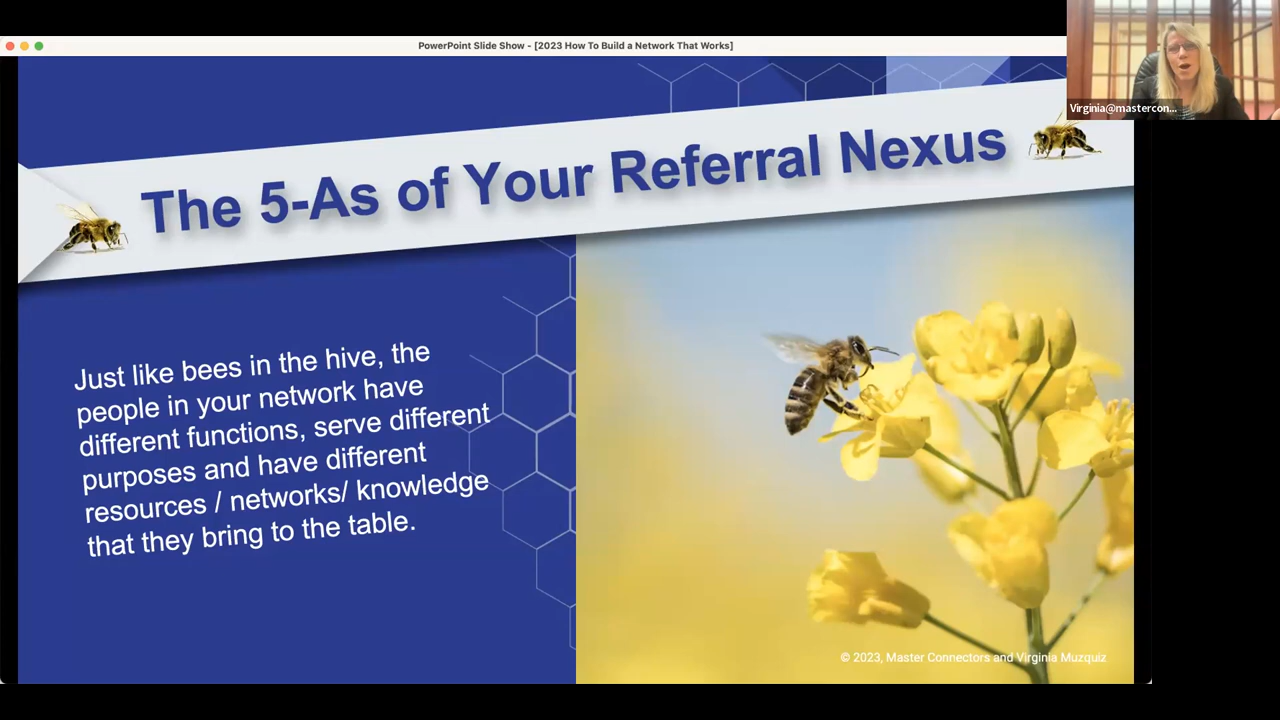 PowerPoint Slide Show - [2023 How To Build a Network That Works]
Virginia@mastercon...
The 5-As of Your Referral Nexus
Just like bees in the hive, the
people in your network have
different functions, serve different
purposes and have different
resources / networks/ knowledge
that they bring to the table.
© 2023, Master Connectors and Virginia Muzquiz